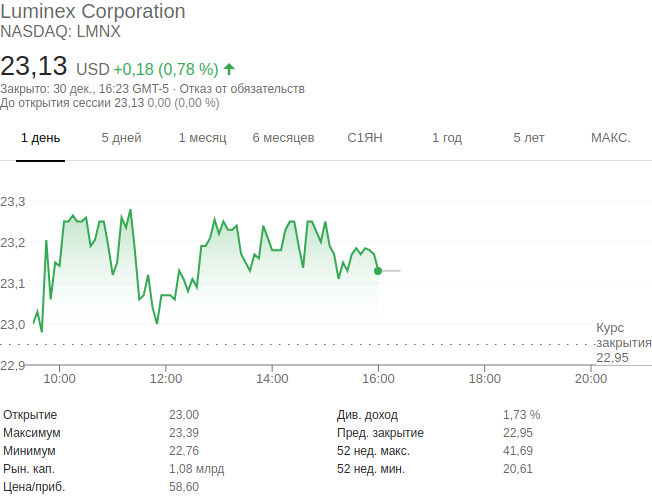 Luminex Corporation
NASDAQ: LMNX
23,13 USD +0,18 (0,78 %)
Закрыто: 30 дек., 16:23 GMT-5 · Отказ от обязательств
До открытия сессии 23,13 0,00 (0,00 %)
1 день 5 дней 1 месяц 6 месяцев С1ЯН 1 год 5 лет МАКС.
23,3
23,2
23,1
23,0
Курс
закрытия
22,95
22,9
10:00 12:00 14:00 16:00 18:00 20:00
Открытие 23,00 Див. доход 1,73 %
Максимум 23,39 Пред. закрытие 22,95
Минимум 22,76 52 нед. макс. 41,69
Рын. кап. 1,08 млрд 52 нед. мин. 20,61
Цена/приб. 58,60